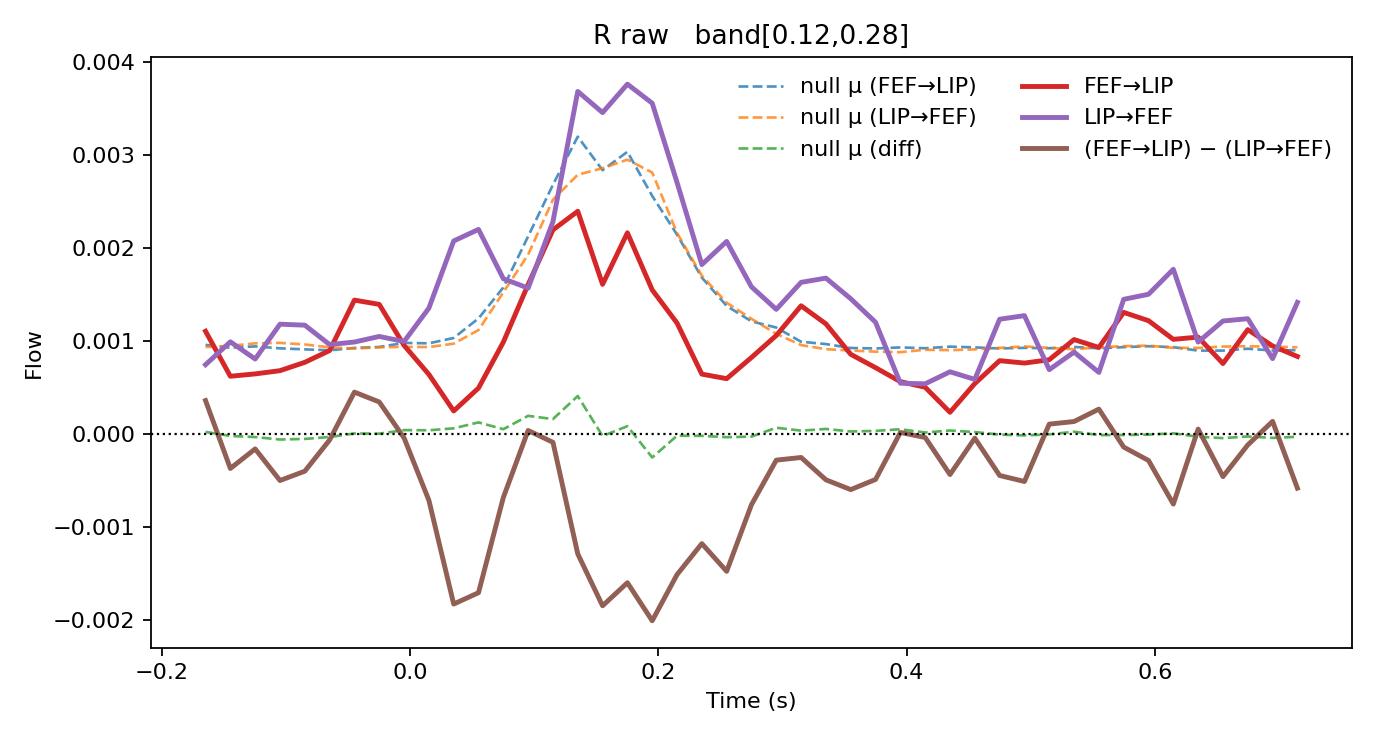 R raw   band[0.12,0.28]
null μ (FEF→LIP)
null μ (LIP→FEF)
null μ (diff)
FEF→LIP
LIP→FEF
(FEF→LIP) − (LIP→FEF)
Flow
0.004
0.003
0.002
0.001
0.000
−0.001
−0.002
−0.2
0.0
0.2
0.4
0.6
Time (s)